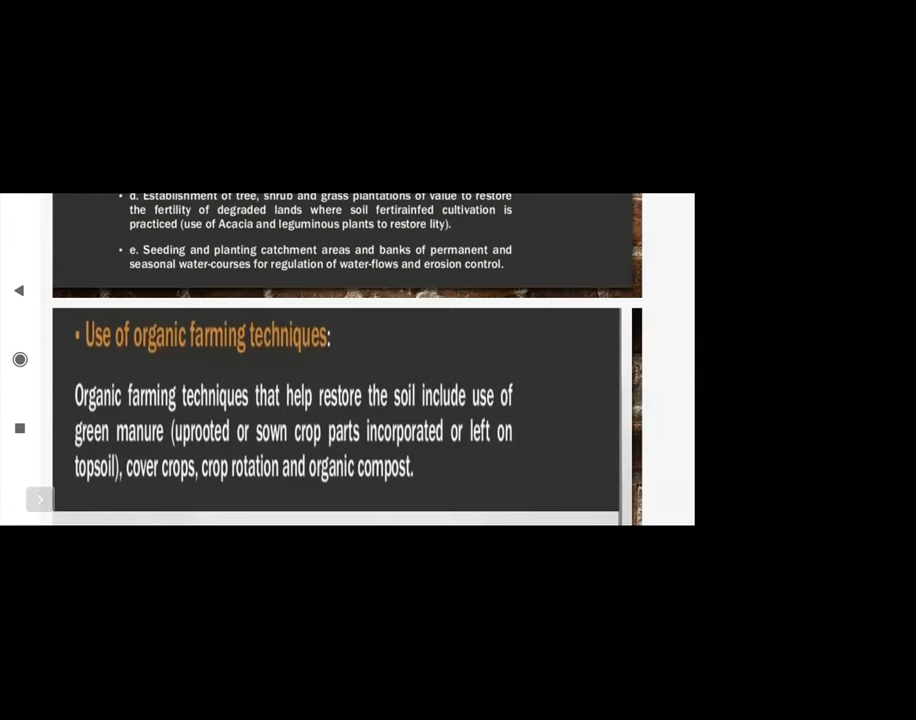 • d. Establishment of tree, shrub and grass plantations of value to restore
the fertility of degraded lands where soil fertirainfed cultivation is
practiced (use of Acacia and leguminous plants to restore lity).
• e. Seeding and planting catchment areas and banks of permanent and
seasonal water-courses for regulation of water-flows and erosion control.
• Use of organic farming techniques:
Organic farming techniques that help restore the soil include use of
green manure (uprooted or sown crop parts incorporated or left on
topsoil), cover crops, crop rotation and organic compost.